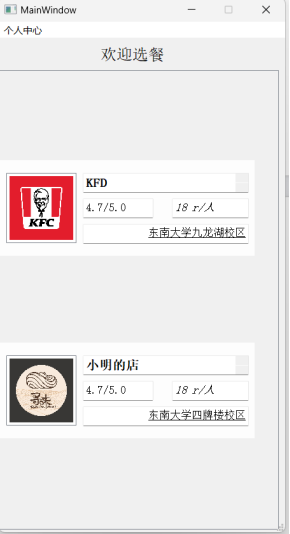 MainWindow
个人中心
欢迎选餐
KFD
KFC
4.7/5.0
18 r/人
东南大学九龙湖校区
小明的店
4.7/5.0
18 r/人
东南大学四牌楼校区